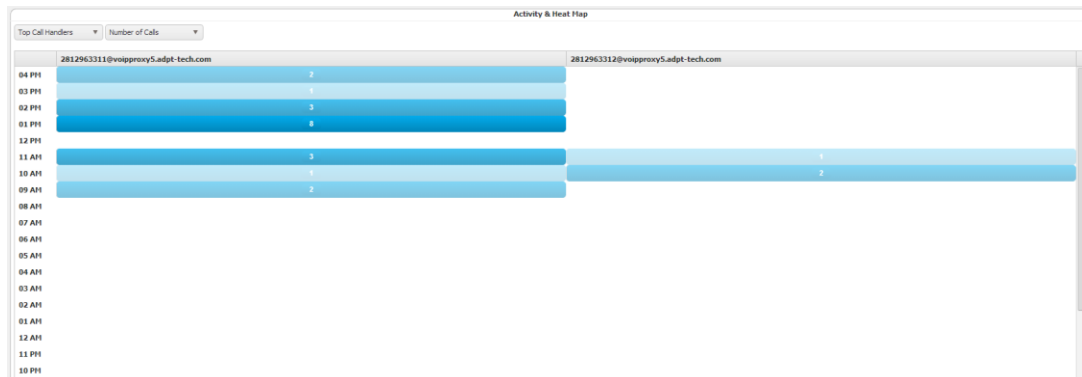 Activity & Heat Map
Top Call Handlers Number of Calls
2812963311@voipproxy5.adpt-tech.com 2812963312@voipproxy5.adpt-tech.com
04 PM 2
03 PM 1
02 PM 3
01 PM 8
12 PM
11 AM 3 1
10 AM 1 2
09 AM 2
08 AM
07 AM
06 AM
05 AM
04 AM
03 AM
02 AM
01 AM
12 AM
11 PM
10 PM